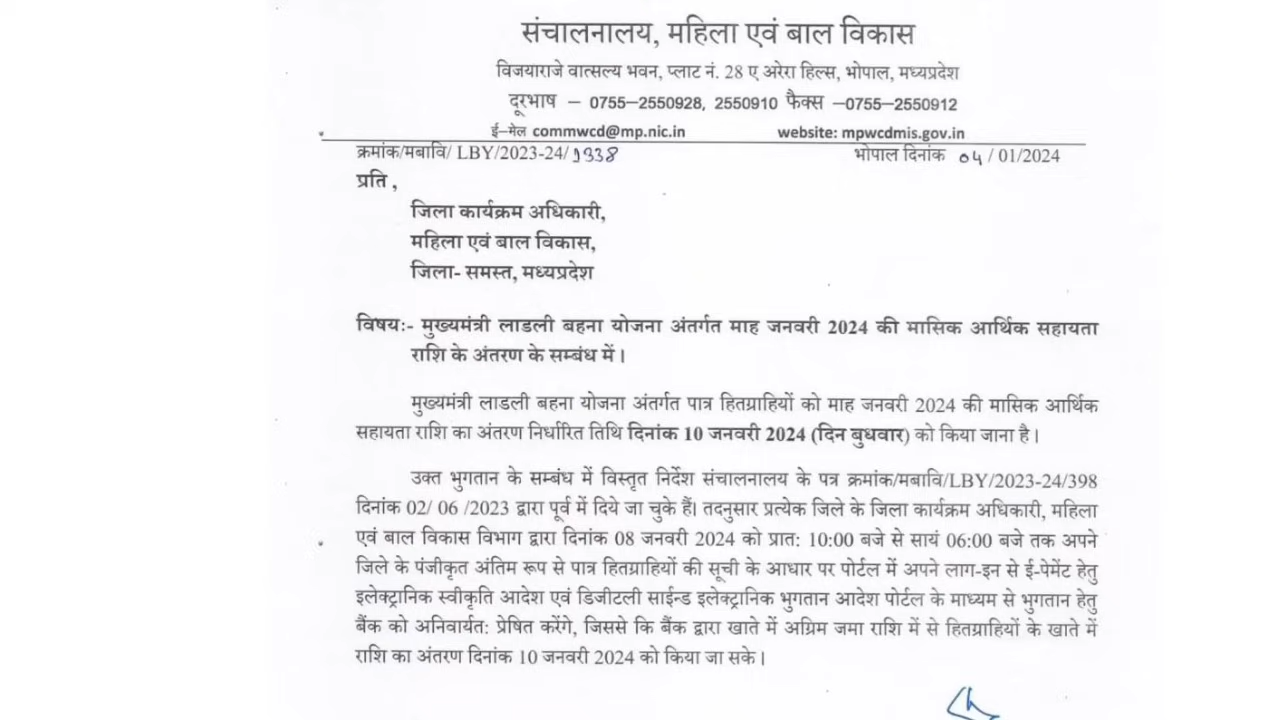 संचालनालय, महिला एवं बाल विकास
विजयाराजे वात्सल्य भवन, प्लाट नं. 28 ए अरेरा हिल्स, भोपाल, मध्यप्रदेश
दूरभाष – 0755–2550928, 2550910 फैक्स –0755–2550912
ई–मेल commwcd@mp.nic.in website: mpwcdmis.gov.in
क्रमांक/मबावि/ LBY/2023-24/1338 भोपाल दिनांक 04 / 01/2024
प्रति ,
जिला कार्यक्रम अधिकारी,
महिला एवं बाल विकास,
जिला- समस्त, मध्यप्रदेश
विषयः- मुख्यमंत्री लाडली बहना योजना अंतर्गत माह जनवरी 2024 की मासिक आर्थिक सहायता
राशि के अंतरण के सम्बंध में।
मुख्यमंत्री लाडली बहना योजना अंतर्गत पात्र हितग्राहियों को माह जनवरी 2024 की मासिक आर्थिक
सहायता राशि का अंतरण निर्धारित तिथि दिनांक 10 जनवरी 2024 (दिन बुधवार) को किया जाना है।
उक्त भुगतान के सम्बंध में विस्तृत निर्देश संचालनालय के पत्र क्रमांक/मबावि/LBY/2023-24/398
दिनांक 02/ 06 /2023 द्वारा पूर्व में दिये जा चुके हैं। तदनुसार प्रत्येक जिले के जिला कार्यक्रम अधिकारी, महिला
एवं बाल विकास विभाग द्वारा दिनांक 08 जनवरी 2024 को प्रात: 10:00 बजे से सायं 06:00 बजे तक अपने
जिले के पंजीकृत अंतिम रूप से पात्र हितग्राहियों की सूची के आधार पर पोर्टल में अपने लाग-इन से ई-पेमेंट हेतु
इलेक्ट्रानिक स्वीकृति आदेश एवं डिजीटली साईन्ड इलेक्ट्रानिक भुगतान आदेश पोर्टल के माध्यम से भुगतान हेतु
बैंक को अनिवार्यत: प्रेषित करेंगे, जिससे कि बैंक द्वारा खाते में अग्रिम जमा राशि में से हितग्राहियों के खाते में
राशि का अंतरण दिनांक 10 जनवरी 2024 को किया जा सके।